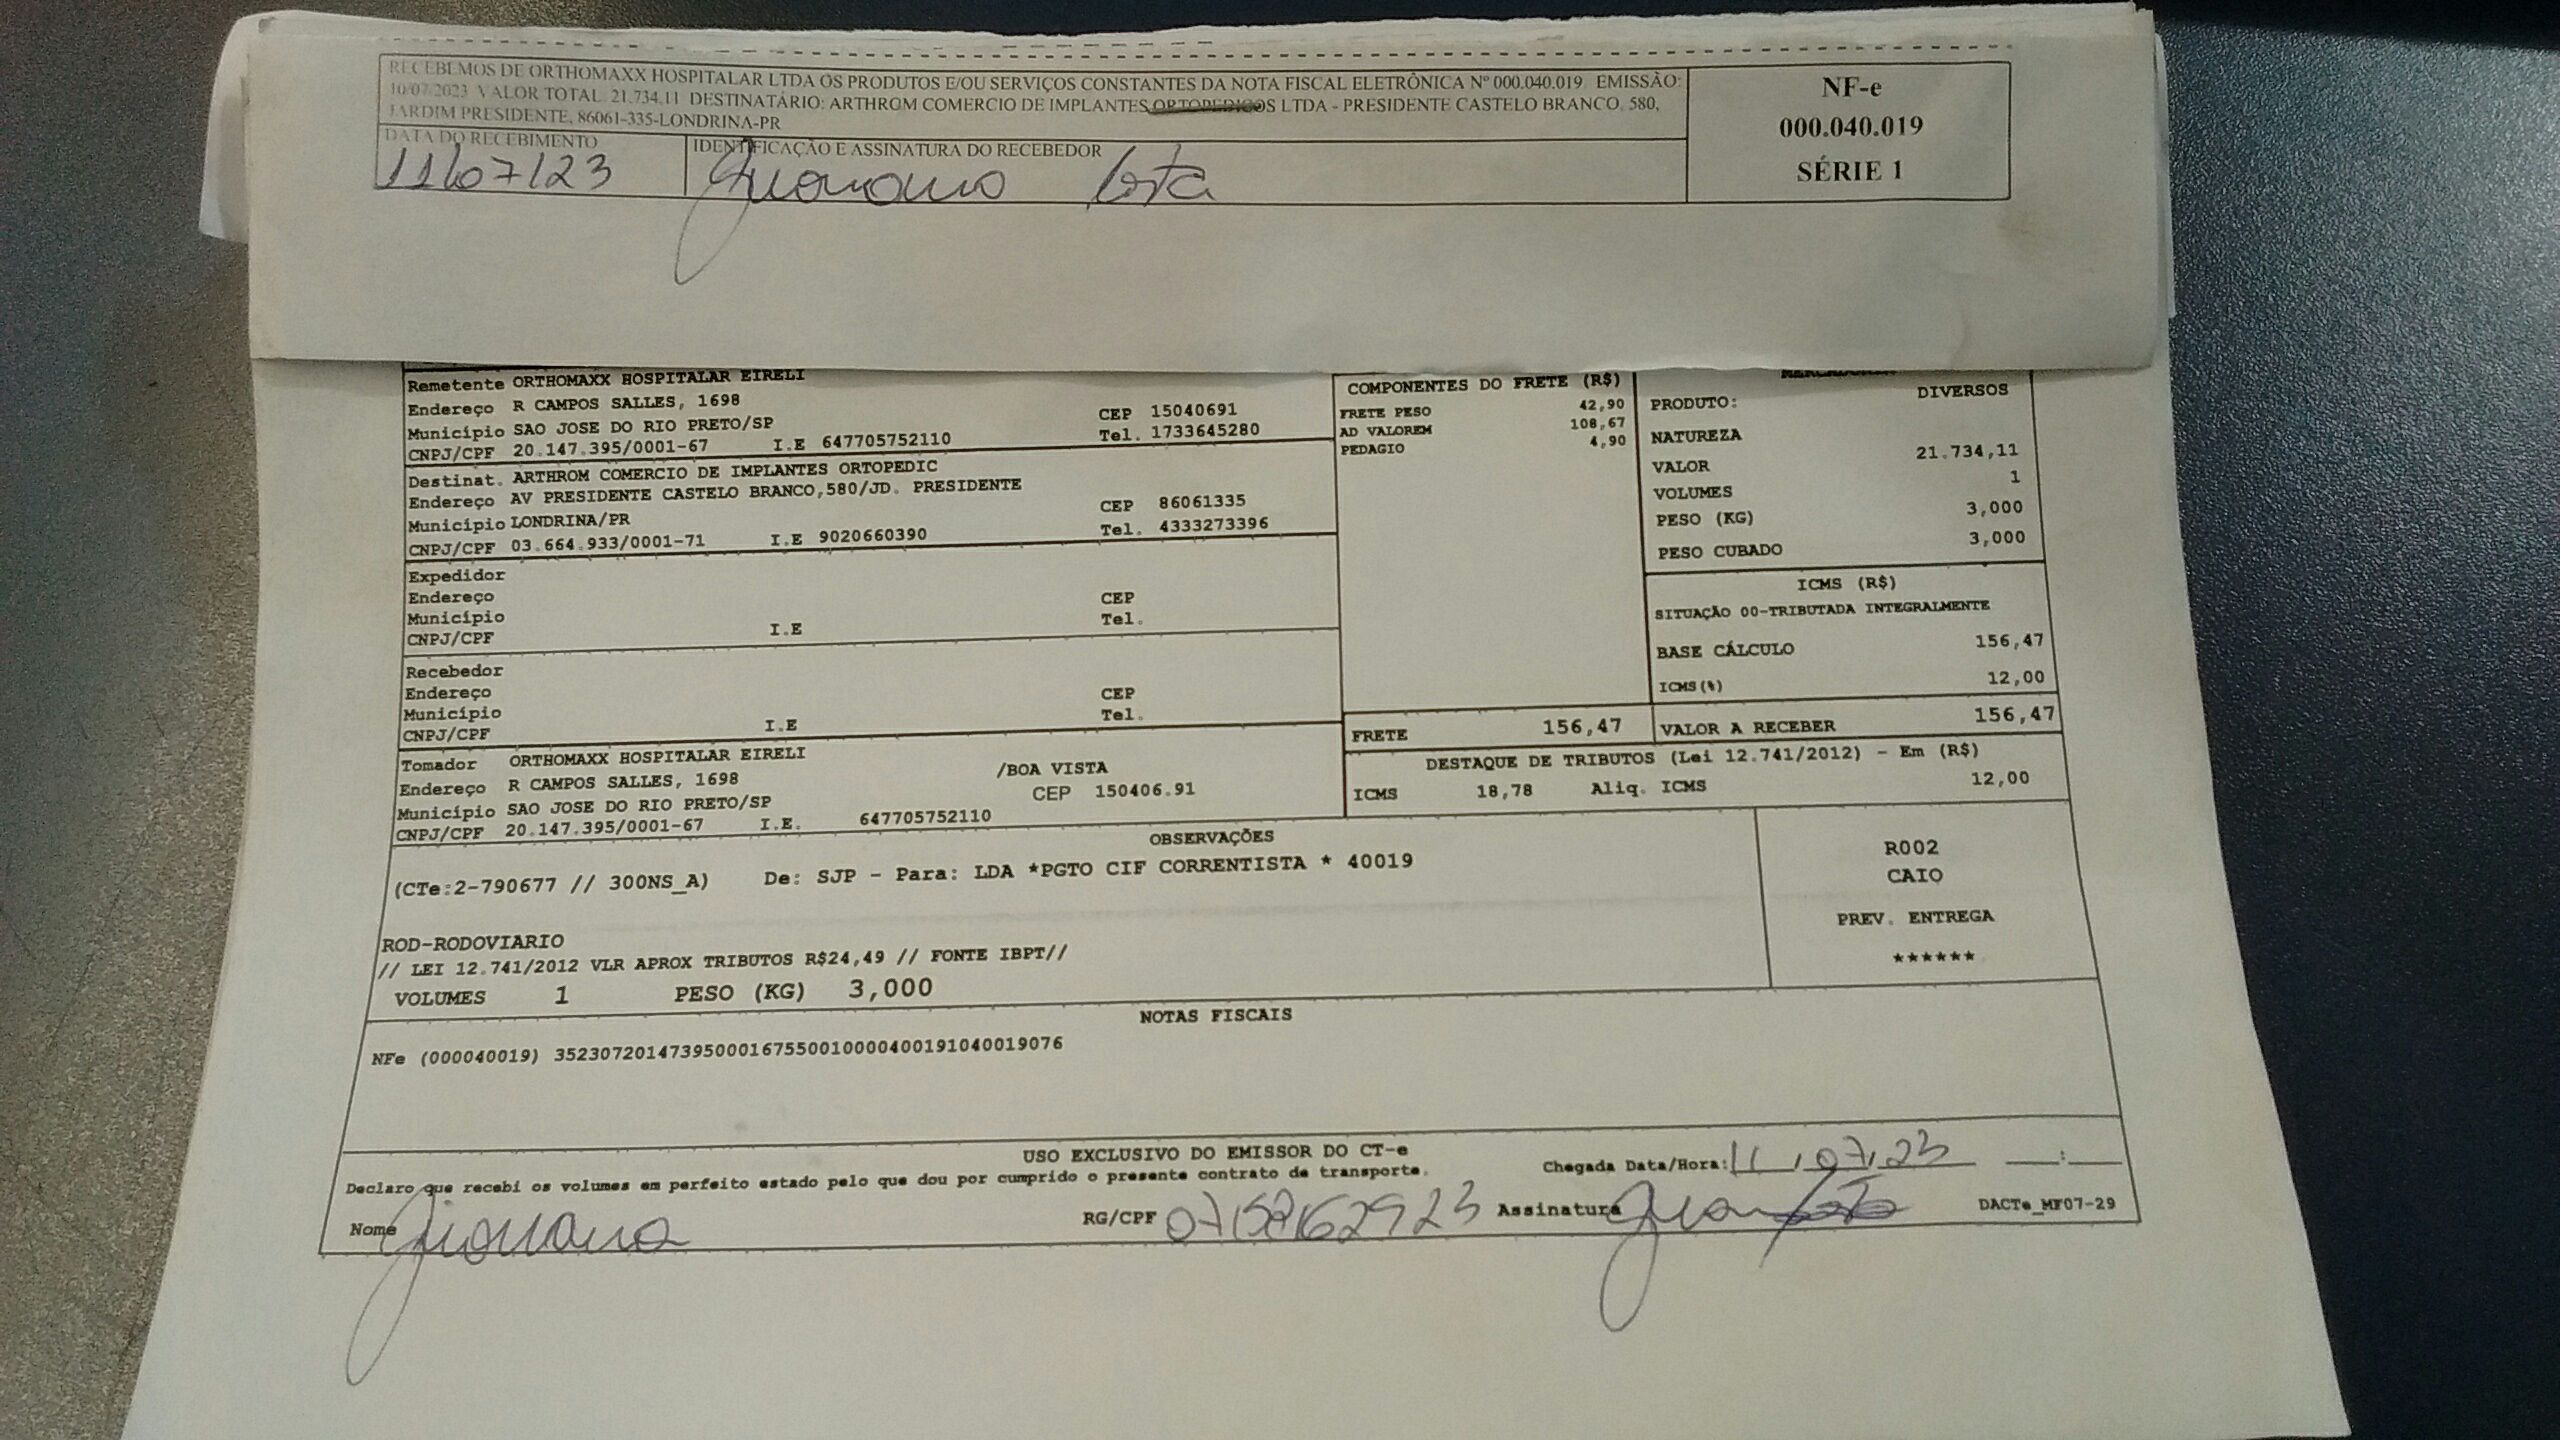 RECEBEMOS DE ORTHOMAXX HOSPITALAR LTDA OS PRODUTOS E/OU SERVIÇOS CONSTANTES DA NOTA FISCAL ELETRÔNICA Nº 000.040.019 EMISSÃO:
10/07/2023 VALOR TOTAL: 21.734,11 DESTINATÁRIO: ARTHROM COMERCIO DE IMPLANTES ORTOPEDICOS LTDA - PRESIDENTE CASTELO BRANCO, 580,
JARDIM PRESIDENTE, 86061-335-LONDRINA-PR
DATA DO RECEBIMENTO
11/07/23
IDENTIFICAÇÃO E ASSINATURA DO RECEBEDOR
NF-e
000.040.019
SÉRIE 1
Remetente ORTHOMAXX HOSPITALAR EIRELI
Endereço R CAMPOS SALLES, 1698 CEP 15040691
Município SAO JOSE DO RIO PRETO/SP Tel. 1733645280
CNPJ/CPF 20.147.395/0001-67 I.E 647705752110
Destinat. ARTHROM COMERCIO DE IMPLANTES ORTOPEDIC
Endereço AV PRESIDENTE CASTELO BRANCO,580/JD. PRESIDENTE CEP 86061335
Município LONDRINA/PR Tel. 4333273396
CNPJ/CPF 03.664.933/0001-71 I.E 9020660390
Expedidor
Endereço CEP
Município Tel.
CNPJ/CPF I.E
Recebedor
Endereço CEP
Município Tel.
CNPJ/CPF I.E
Tomador ORTHOMAXX HOSPITALAR EIRELI
Endereço R CAMPOS SALLES, 1698 /BOA VISTA
Município SAO JOSE DO RIO PRETO/SP CEP 150406.91
CNPJ/CPF 20.147.395/0001-67 I.E. 647705752110
COMPONENTES DO FRETE (R$)
FRETE PESO 42,90
AD VALOREM 108,67
PEDAGIO 4,90
FRETE 156,47
PRODUTO: DIVERSOS
NATUREZA
VALOR 21.734,11
VOLUMES 1
PESO (KG) 3,000
PESO CUBADO 3,000
ICMS (R$)
SITUAÇÃO 00-TRIBUTADA INTEGRALMENTE
BASE CÁLCULO 156,47
ICMS(%) 12,00
VALOR A RECEBER 156,47
DESTAQUE DE TRIBUTOS (Lei 12.741/2012) - Em (R$)
ICMS 18,78 Aliq. ICMS 12,00
OBSERVAÇÕES
(CTe:2-790677 // 300NS_A) De: SJP - Para: LDA *PGTO CIF CORRENTISTA * 40019
ROD-RODOVIARIO
// LEI 12.741/2012 VLR APROX TRIBUTOS R$24,49 // FONTE IBPT//
VOLUMES 1 PESO (KG) 3,000
R002
CAIO
PREV. ENTREGA
******
NOTAS FISCAIS
NFe (000040019) 35230720147395000167550010000400191040019076
USO EXCLUSIVO DO EMISSOR DO CT-e
Declaro que recebi os volumes em perfeito estado pelo que dou por cumprido o presente contrato de transporte.
Chegada Data/Hora: 11/07/23 __:__
Nome
RG/CPF
Assinatura
DACTe_MF07-29